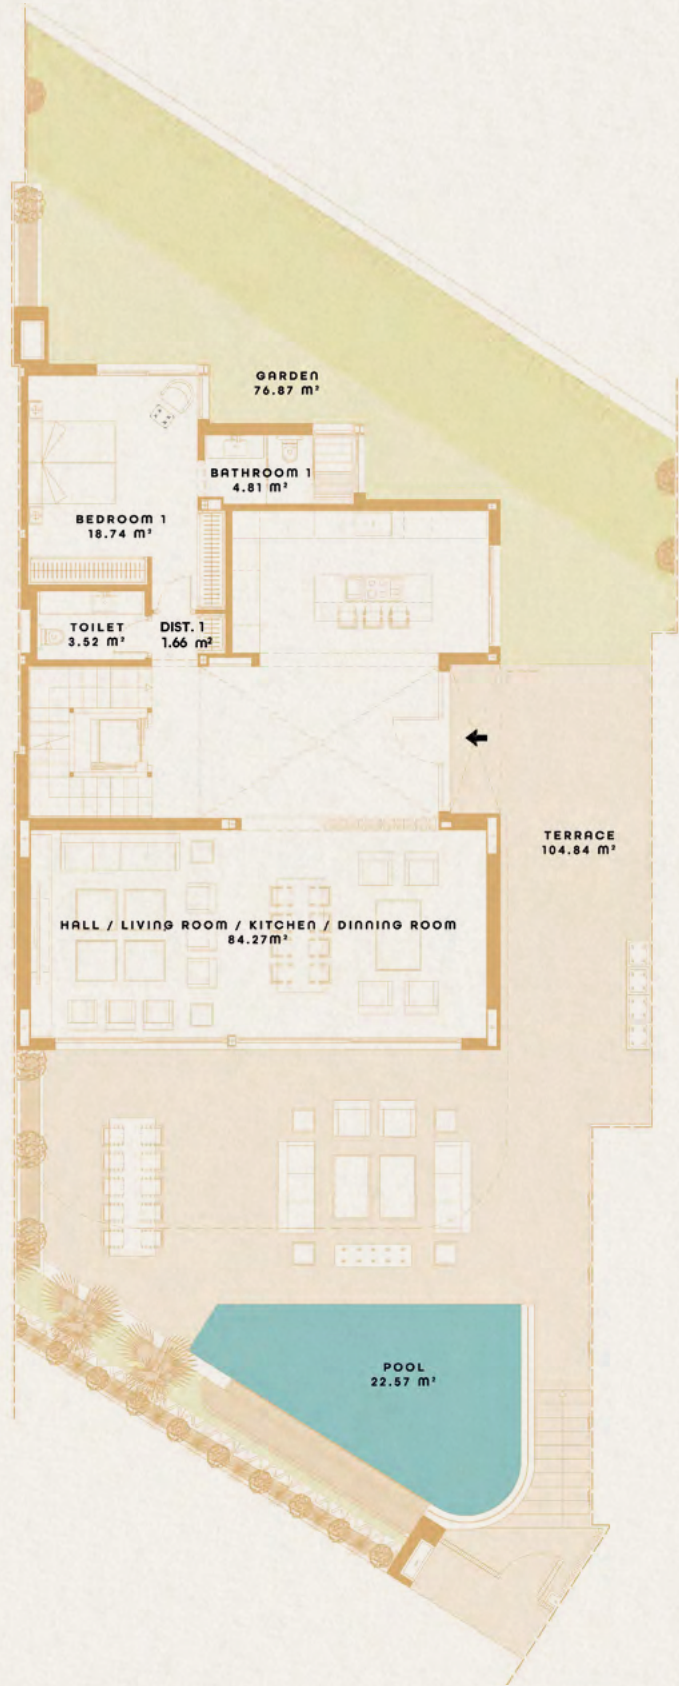 GARDEN
76.87 m²
BATHROOM 1
4.81 m²
BEDROOM 1
18.74 m²
TOILET
3.52 m²
DIST. 1
1.66 m²
TERRACE
104.84 m²
HALL / LIVING ROOM / KITCHEN / DINNING ROOM
84.27m²
POOL
22.57 m²